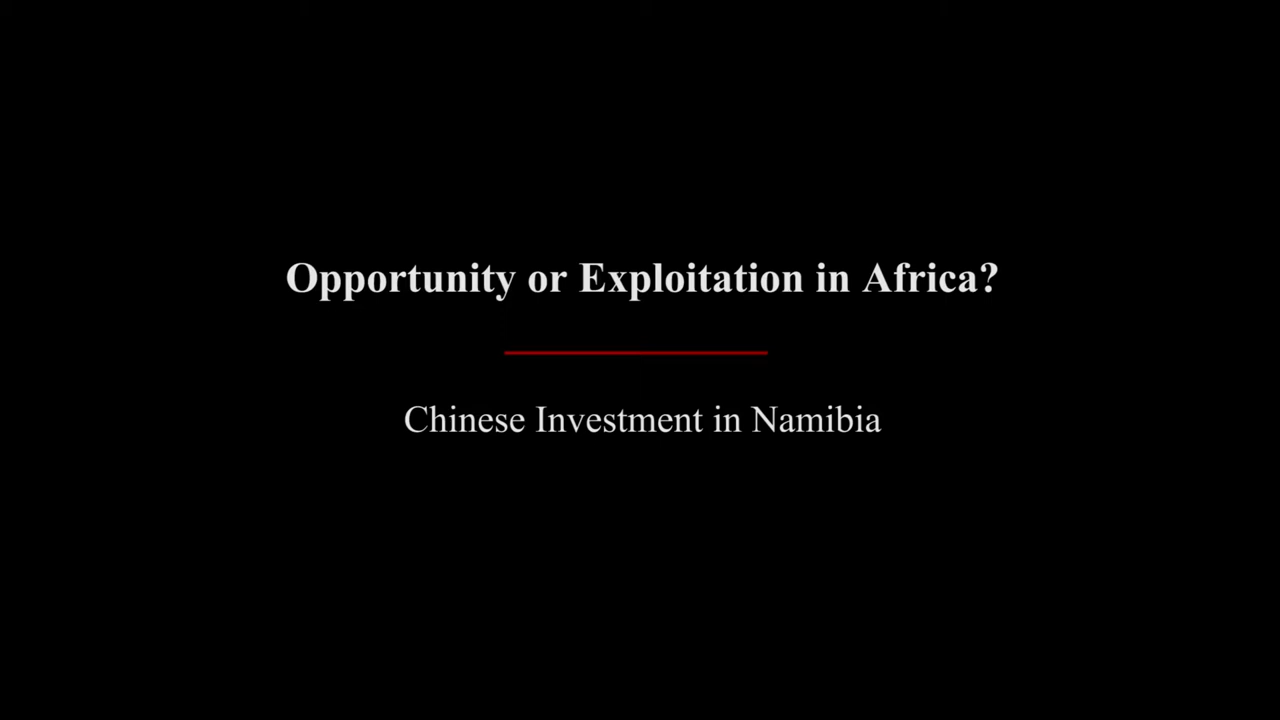 Opportunity or Exploitation in Africa?
Chinese Investment in Namibia